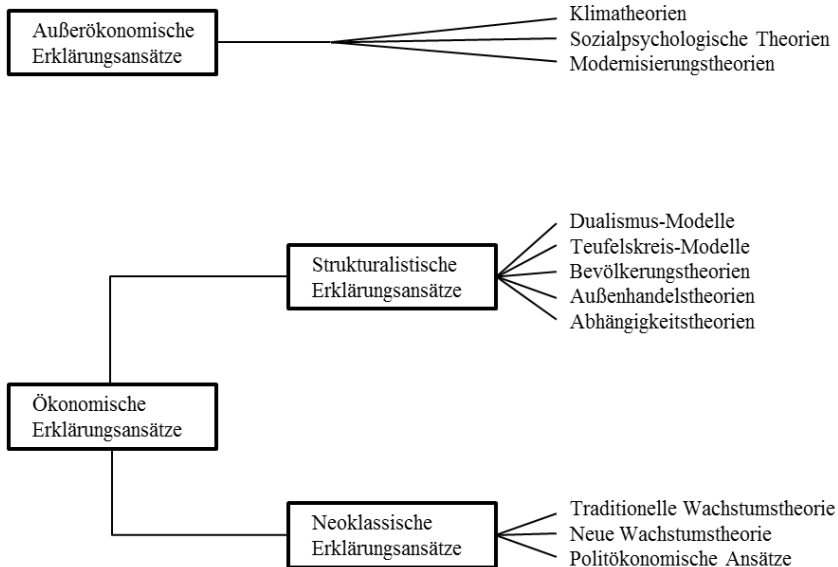 Außerökonomische
Erklärungsansätze
Klimatheorien
Sozialpsychologische Theorien
Modernisierungstheorien
Strukturalistische
Erklärungsansätze
Dualismus-Modelle
Teufelskreis-Modelle
Bevölkerungstheorien
Außenhandelstheorien
Abhängigkeitstheorien
Ökonomische
Erklärungsansätze
Neoklassische
Erklärungsansätze
Traditionelle Wachstumstheorie
Neue Wachstumstheorie
Politökonomische Ansätze